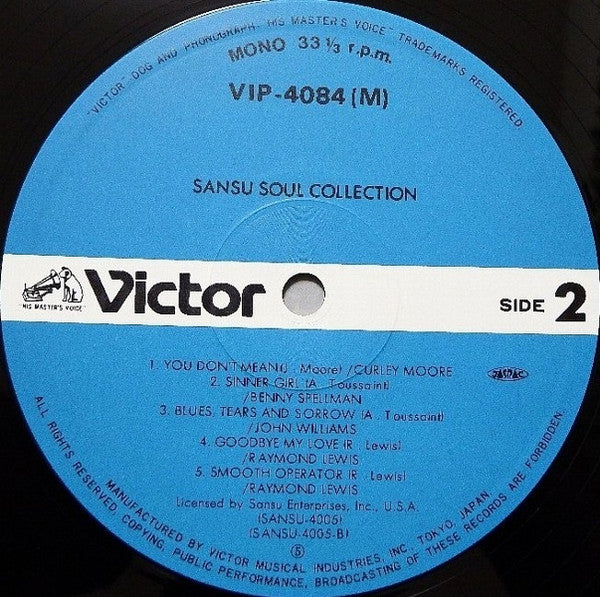 "VICTOR" DOG AND PHONOGRAPH, HIS MASTER'S VOICE" TRADEMARKS REGISTERED.
MONO 33 1/3 r.p.m.
VIP-4084 (M)
SANSU SOUL COLLECTION
"HIS MASTER'S VOICE"
Victor
SIDE 2
1. YOU DON'T MEAN (J. Moore) /CURLEY MOORE
2. SINNER GIRL (A. Toussaint)
/BENNY SPELLMAN
3. BLUES, TEARS AND SORROW (A. Toussaint)
/JOHN WILLIAMS
4. GOODBYE MY LOVE (R. Lewis)
/RAYMOND LEWIS
5. SMOOTH OPERATOR (R. Lewis)
/RAYMOND LEWIS
Licensed by Sansu Enterprises, Inc., U.S.A.
(SANSU-4005)
(SANSU-4005-B)
JASRAC
Ⓢ
ALL RIGHTS RESERVED. COPYING, PUBLIC PERFORMANCE, BROADCASTING OF THESE RECORDS ARE FORBIDDEN.
MANUFACTURED BY VICTOR MUSICAL INDUSTRIES, INC. TOKYO, JAPAN